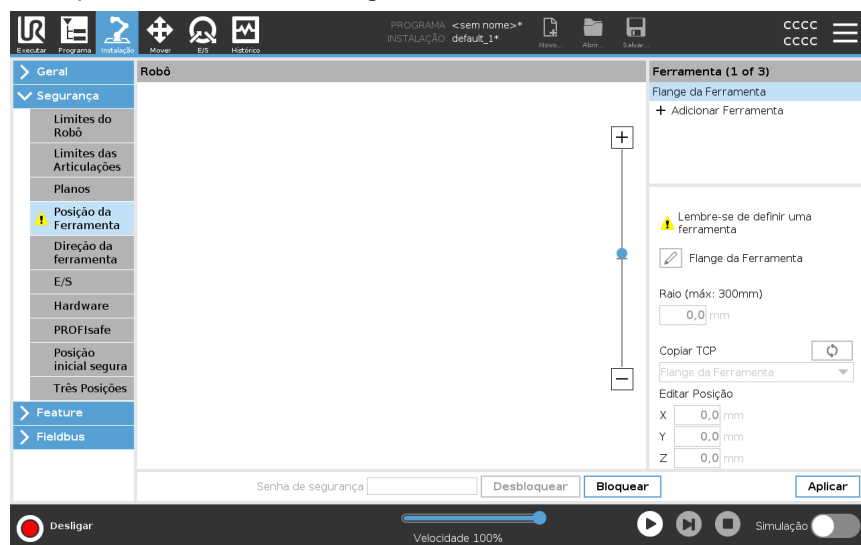 Executar Programa Instalação Mover E/S Histórico
PROGRAMA <sem nome>*
INSTALAÇÃO default_1*
Novo... Abrir... Salvar...
cccc
cccc
Geral
Segurança
Limites do
Robô
Limites das
Articulações
Planos
Posição da
Ferramenta
Direção da
ferramenta
E/S
Hardware
PROFIsafe
Posição
inicial segura
Três Posições
Feature
Fieldbus
Robô
Ferramenta (1 of 3)
Flange da Ferramenta
+ Adicionar Ferramenta
Lembre-se de definir uma
ferramenta
Flange da Ferramenta
Raio (máx: 300mm)
0,0 mm
Copiar TCP
Flange da Ferramenta
Editar Posição
X 0,0 mm
Y 0,0 mm
Z 0,0 mm
Senha de segurança Desbloquear Bloquear Aplicar
Desligar
Velocidade 100%
Simulação